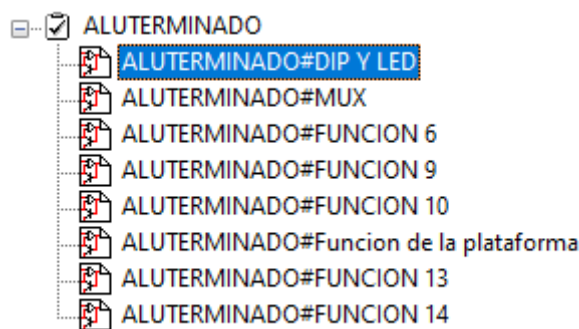 ALUTERMINADO
ALUTERMINADO#DIP Y LED
ALUTERMINADO#MUX
ALUTERMINADO#FUNCION 6
ALUTERMINADO#FUNCION 9
ALUTERMINADO#FUNCION 10
ALUTERMINADO#Funcion de la plataforma
ALUTERMINADO#FUNCION 13
ALUTERMINADO#FUNCION 14